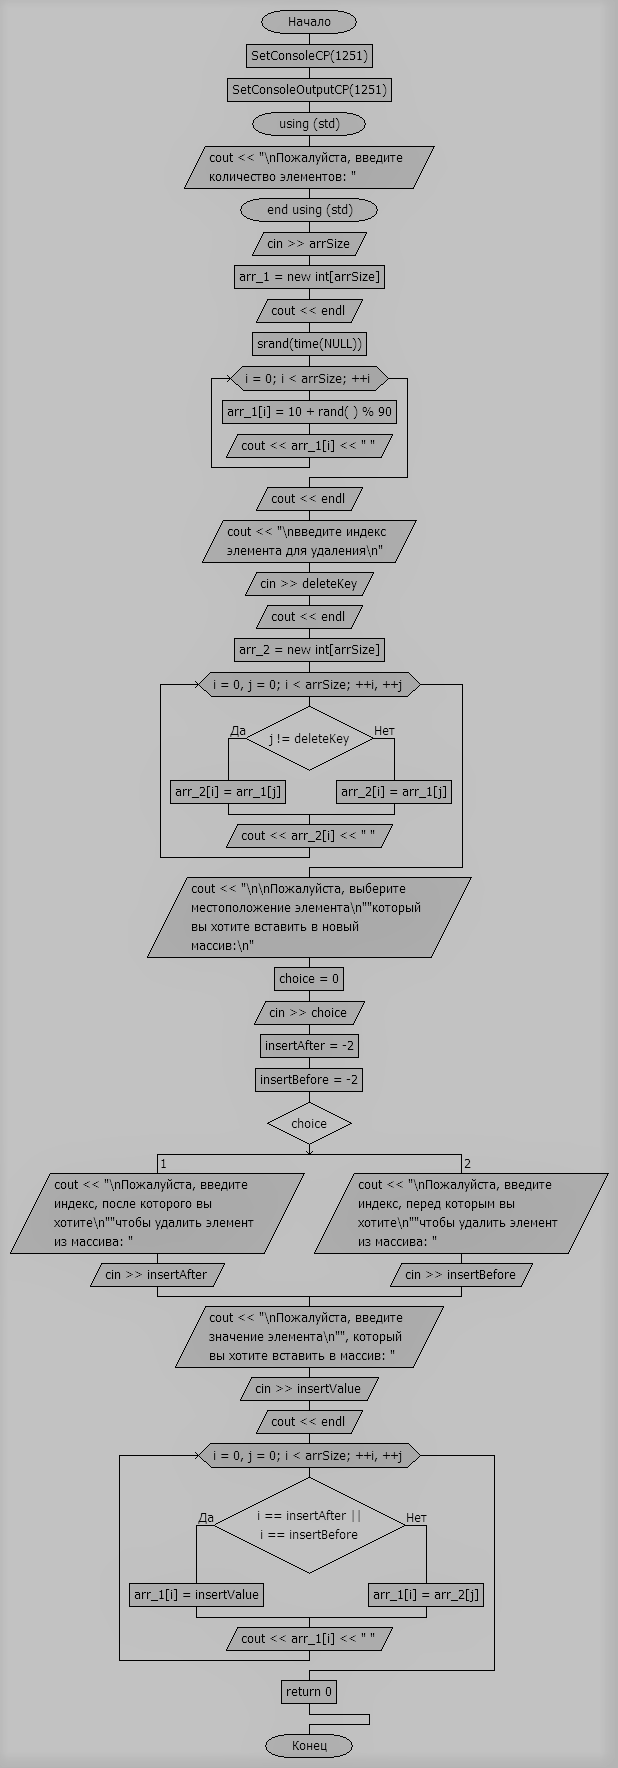 Начало
SetConsoleCP(1251)
SetConsoleOutputCP(1251)
using (std)
cout << "\nПожалуйста, введите
количество элементов: "
end using (std)
cin >> arrSize
arr_1 = new int[arrSize]
cout << endl
srand(time(NULL))
i = 0; i < arrSize; ++i
arr_1[i] = 10 + rand( ) % 90
cout << arr_1[i] << " "
cout << endl
cout << "\nвведите индекс
элемента для удаления\n"
cin >> deleteKey
cout << endl
arr_2 = new int[arrSize]
i = 0, j = 0; i < arrSize; ++i, ++j
Да
Нет
j != deleteKey
arr_2[i] = arr_1[j]
arr_2[i] = arr_1[j]
cout << arr_2[i] << " "
cout << "\n\nПожалуйста, выберите
местоположение элемента\n""который
вы хотите вставить в новый
массив:\n"
choice = 0
cin >> choice
insertAfter = -2
insertBefore = -2
choice
1
2
cout << "\nПожалуйста, введите
индекс, после которого вы
хотите\n""чтобы удалить элемент
из массива: "
cout << "\nПожалуйста, введите
индекс, перед которым вы
хотите\n""чтобы удалить элемент
из массива: "
cin >> insertAfter
cin >> insertBefore
cout << "\nПожалуйста, введите
значение элемента\n"", который
вы хотите вставить в массив: "
cin >> insertValue
cout << endl
i = 0, j = 0; i < arrSize; ++i, ++j
Да
Нет
i == insertAfter ||
i == insertBefore
arr_1[i] = insertValue
arr_1[i] = arr_2[j]
cout << arr_1[i] << " "
return 0
Конец